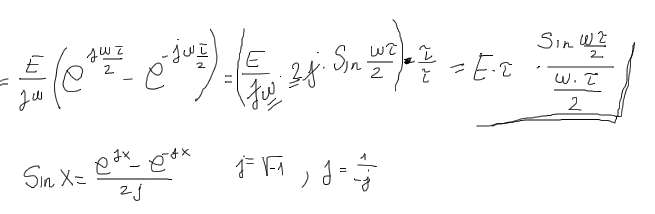 = E/jω (e^(jωτ/2) - e^(-jωτ/2)) = (E/jω · 2j · Sin ωτ/2) · τ/τ = E·τ · (Sin ωτ/2)/(ω·τ/2)
Sin x = (e^(jx) - e^(-jx))/2j   j = √-1 , j = 1/-j